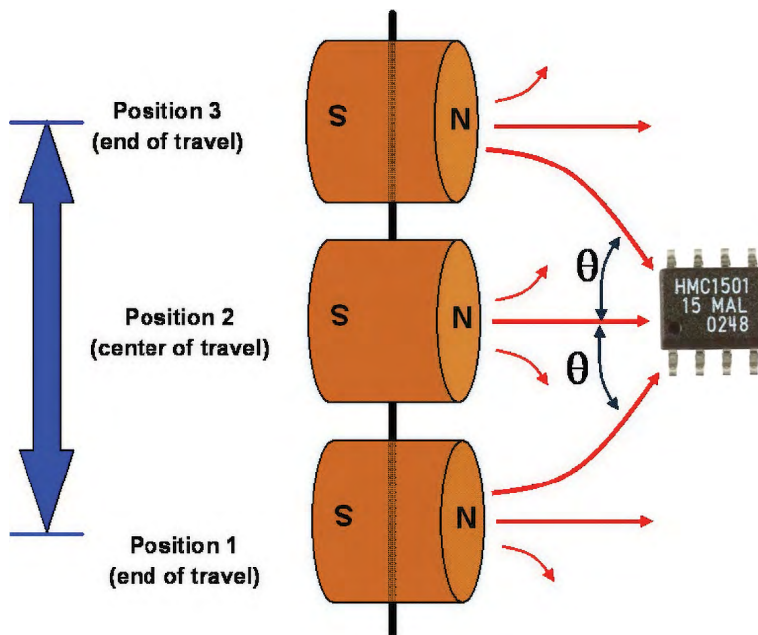 Position 3
(end of travel)
S
N
Position 2
(center of travel)
S
N
θ
θ
HMC1501
15 MAL
0248
Position 1
(end of travel)
S
N